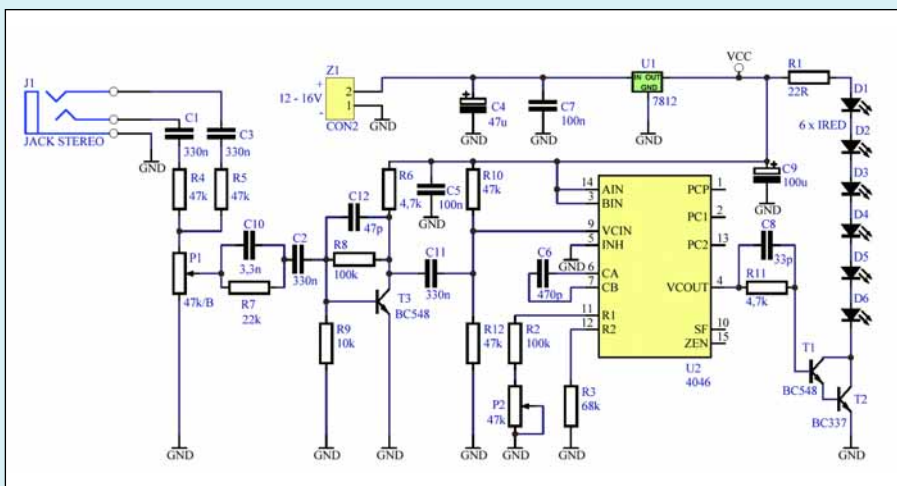 J1
JACK STEREO
C1
330n
C3
330n
GND
R4
47k
R5
47k
P1
47k/B
GND
C10
3,3n
R7
22k
C2
330n
Z1
+
12 - 16V
-
2
1
CON2
GND
C4
47u
GND
C7
100n
GND
U1
IN OUT
GND
7812
GND
VCC
R1
22R
D1
6 x IRED
D2
D3
D4
D5
D6
C12
47p
R8
100k
R9
10k
GND
R6
4,7k
C5
100n
GND
T3
BC548
GND
C11
330n
R10
47k
R12
47k
GND
C9
100u
GND
14 AIN
3 BIN
9 VCIN
5 INH
GND
6 CA
7 CB
11 R1
12 R2
PCP 1
PC1 2
PC2 13
VCOUT 4
SF 10
ZEN 15
U2
4046
C6
470p
R2
100k
P2
47k
GND
R3
68k
GND
C8
33p
R11
4,7k
T1
BC548
T2
BC337
GND